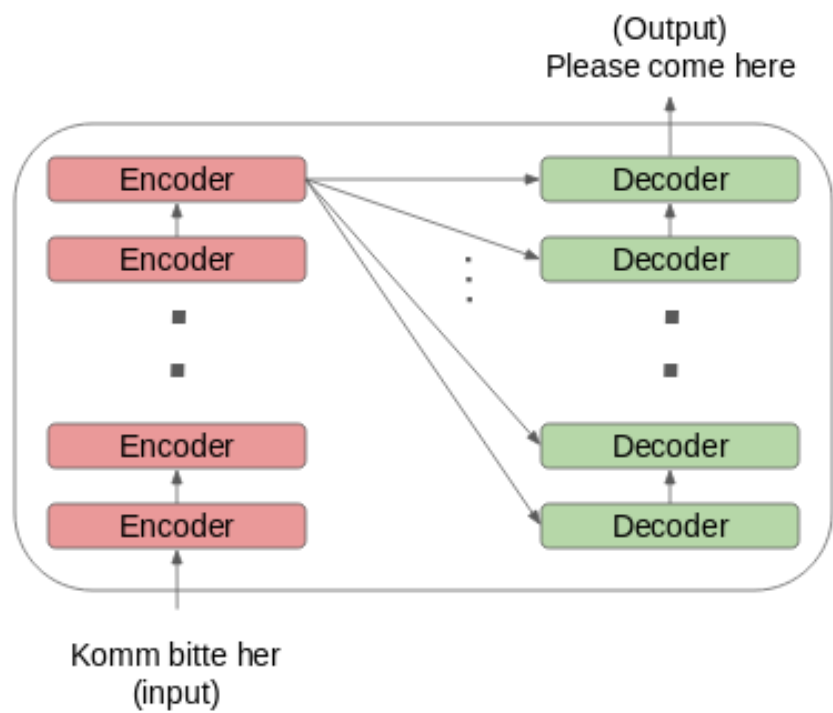 (Output)
Please come here
Encoder
Decoder
Encoder
Decoder
Encoder
Decoder
Encoder
Decoder
Komm bitte her
(input)